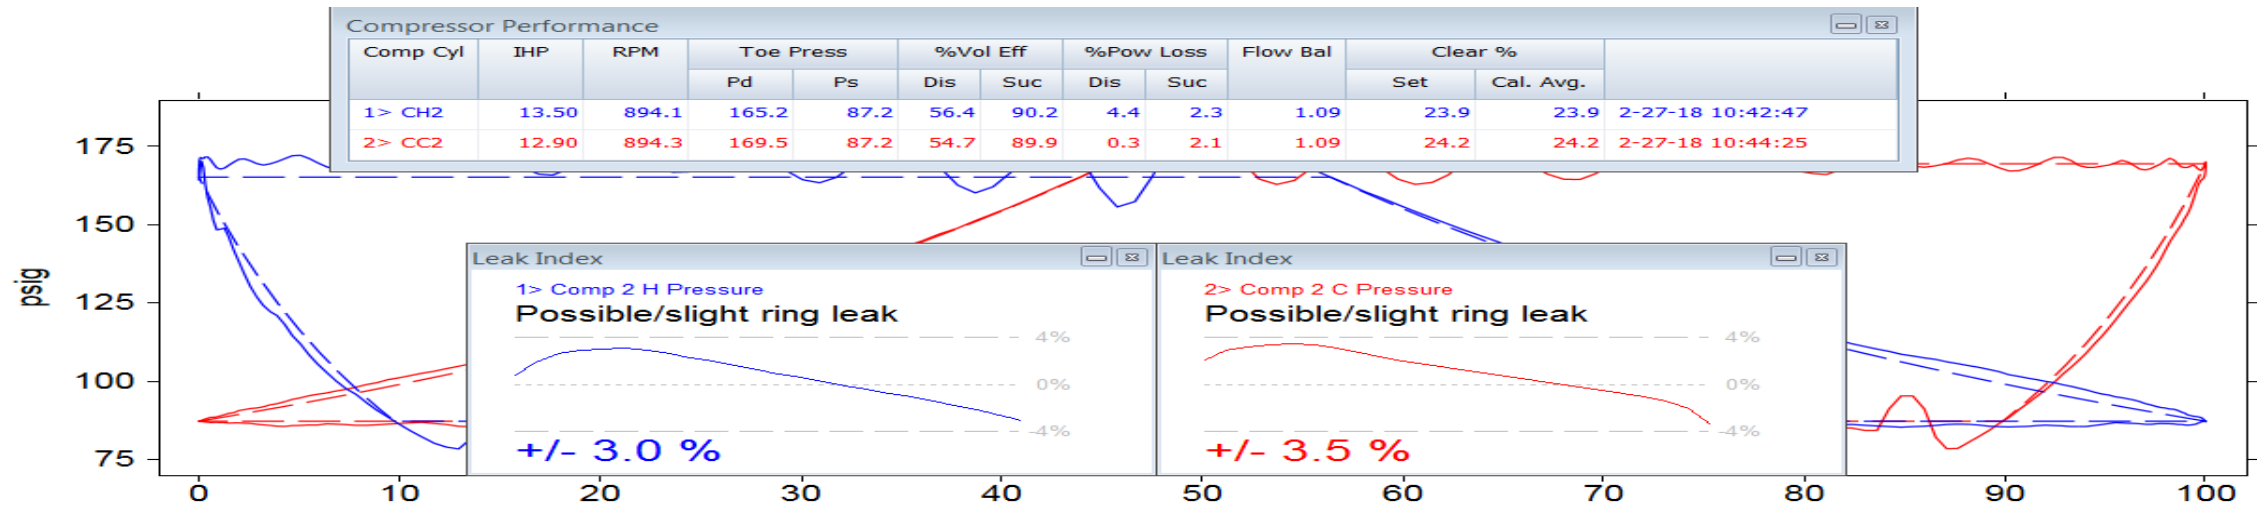 Compressor Performance
Comp Cyl IHP RPM Toe Press %Vol Eff %Pow Loss Flow Bal Clear %
Pd Ps Dis Suc Dis Suc Set Cal. Avg.
1> CH2 13.50 894.1 165.2 87.2 56.4 90.2 4.4 2.3 1.09 23.9 23.9 2-27-18 10:42:47
2> CC2 12.90 894.3 169.5 87.2 54.7 89.9 0.3 2.1 1.09 24.2 24.2 2-27-18 10:44:25
175
150
125
100
75
psig
Leak Index
1> Comp 2 H Pressure
Possible/slight ring leak
4%
0%
-4%
+/- 3.0 %
Leak Index
2> Comp 2 C Pressure
Possible/slight ring leak
4%
0%
-4%
+/- 3.5 %
0 10 20 30 40 50 60 70 80 90 100